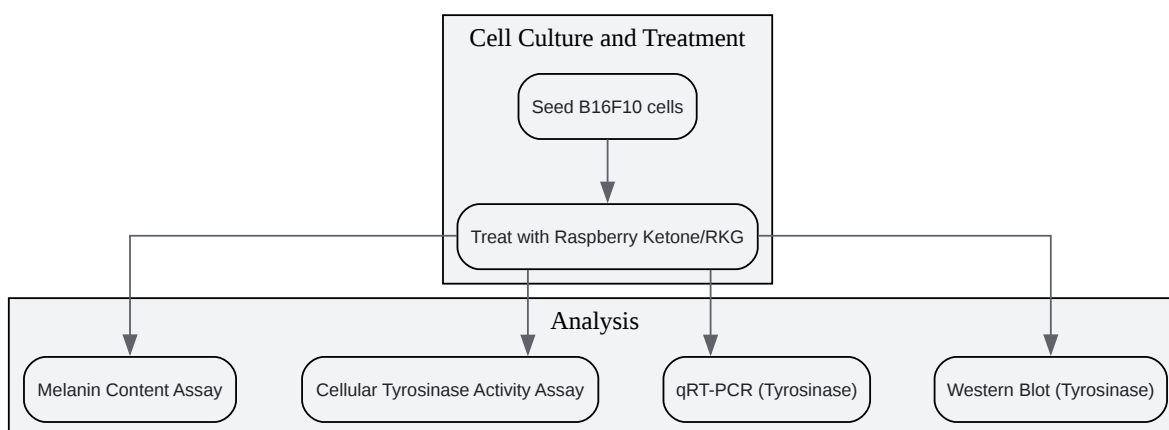 Cell Culture and Treatment
Seed B16F10 cells
Treat with Raspberry Ketone/RKG
Analysis
Melanin Content Assay
Cellular Tyrosinase Activity Assay
qRT-PCR (Tyrosinase)
Western Blot (Tyrosinase)